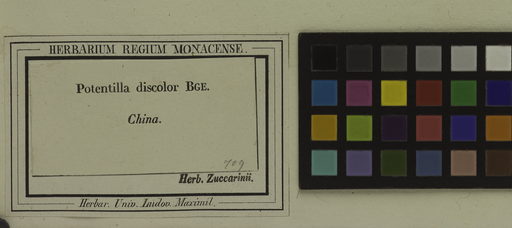 HERBARIUM REGIUM MONACENSE.
Potentilla discolor BGE.
China.
709
Herb. Zuccarinii.
Herbar. Univ. Ludov. Maximil.